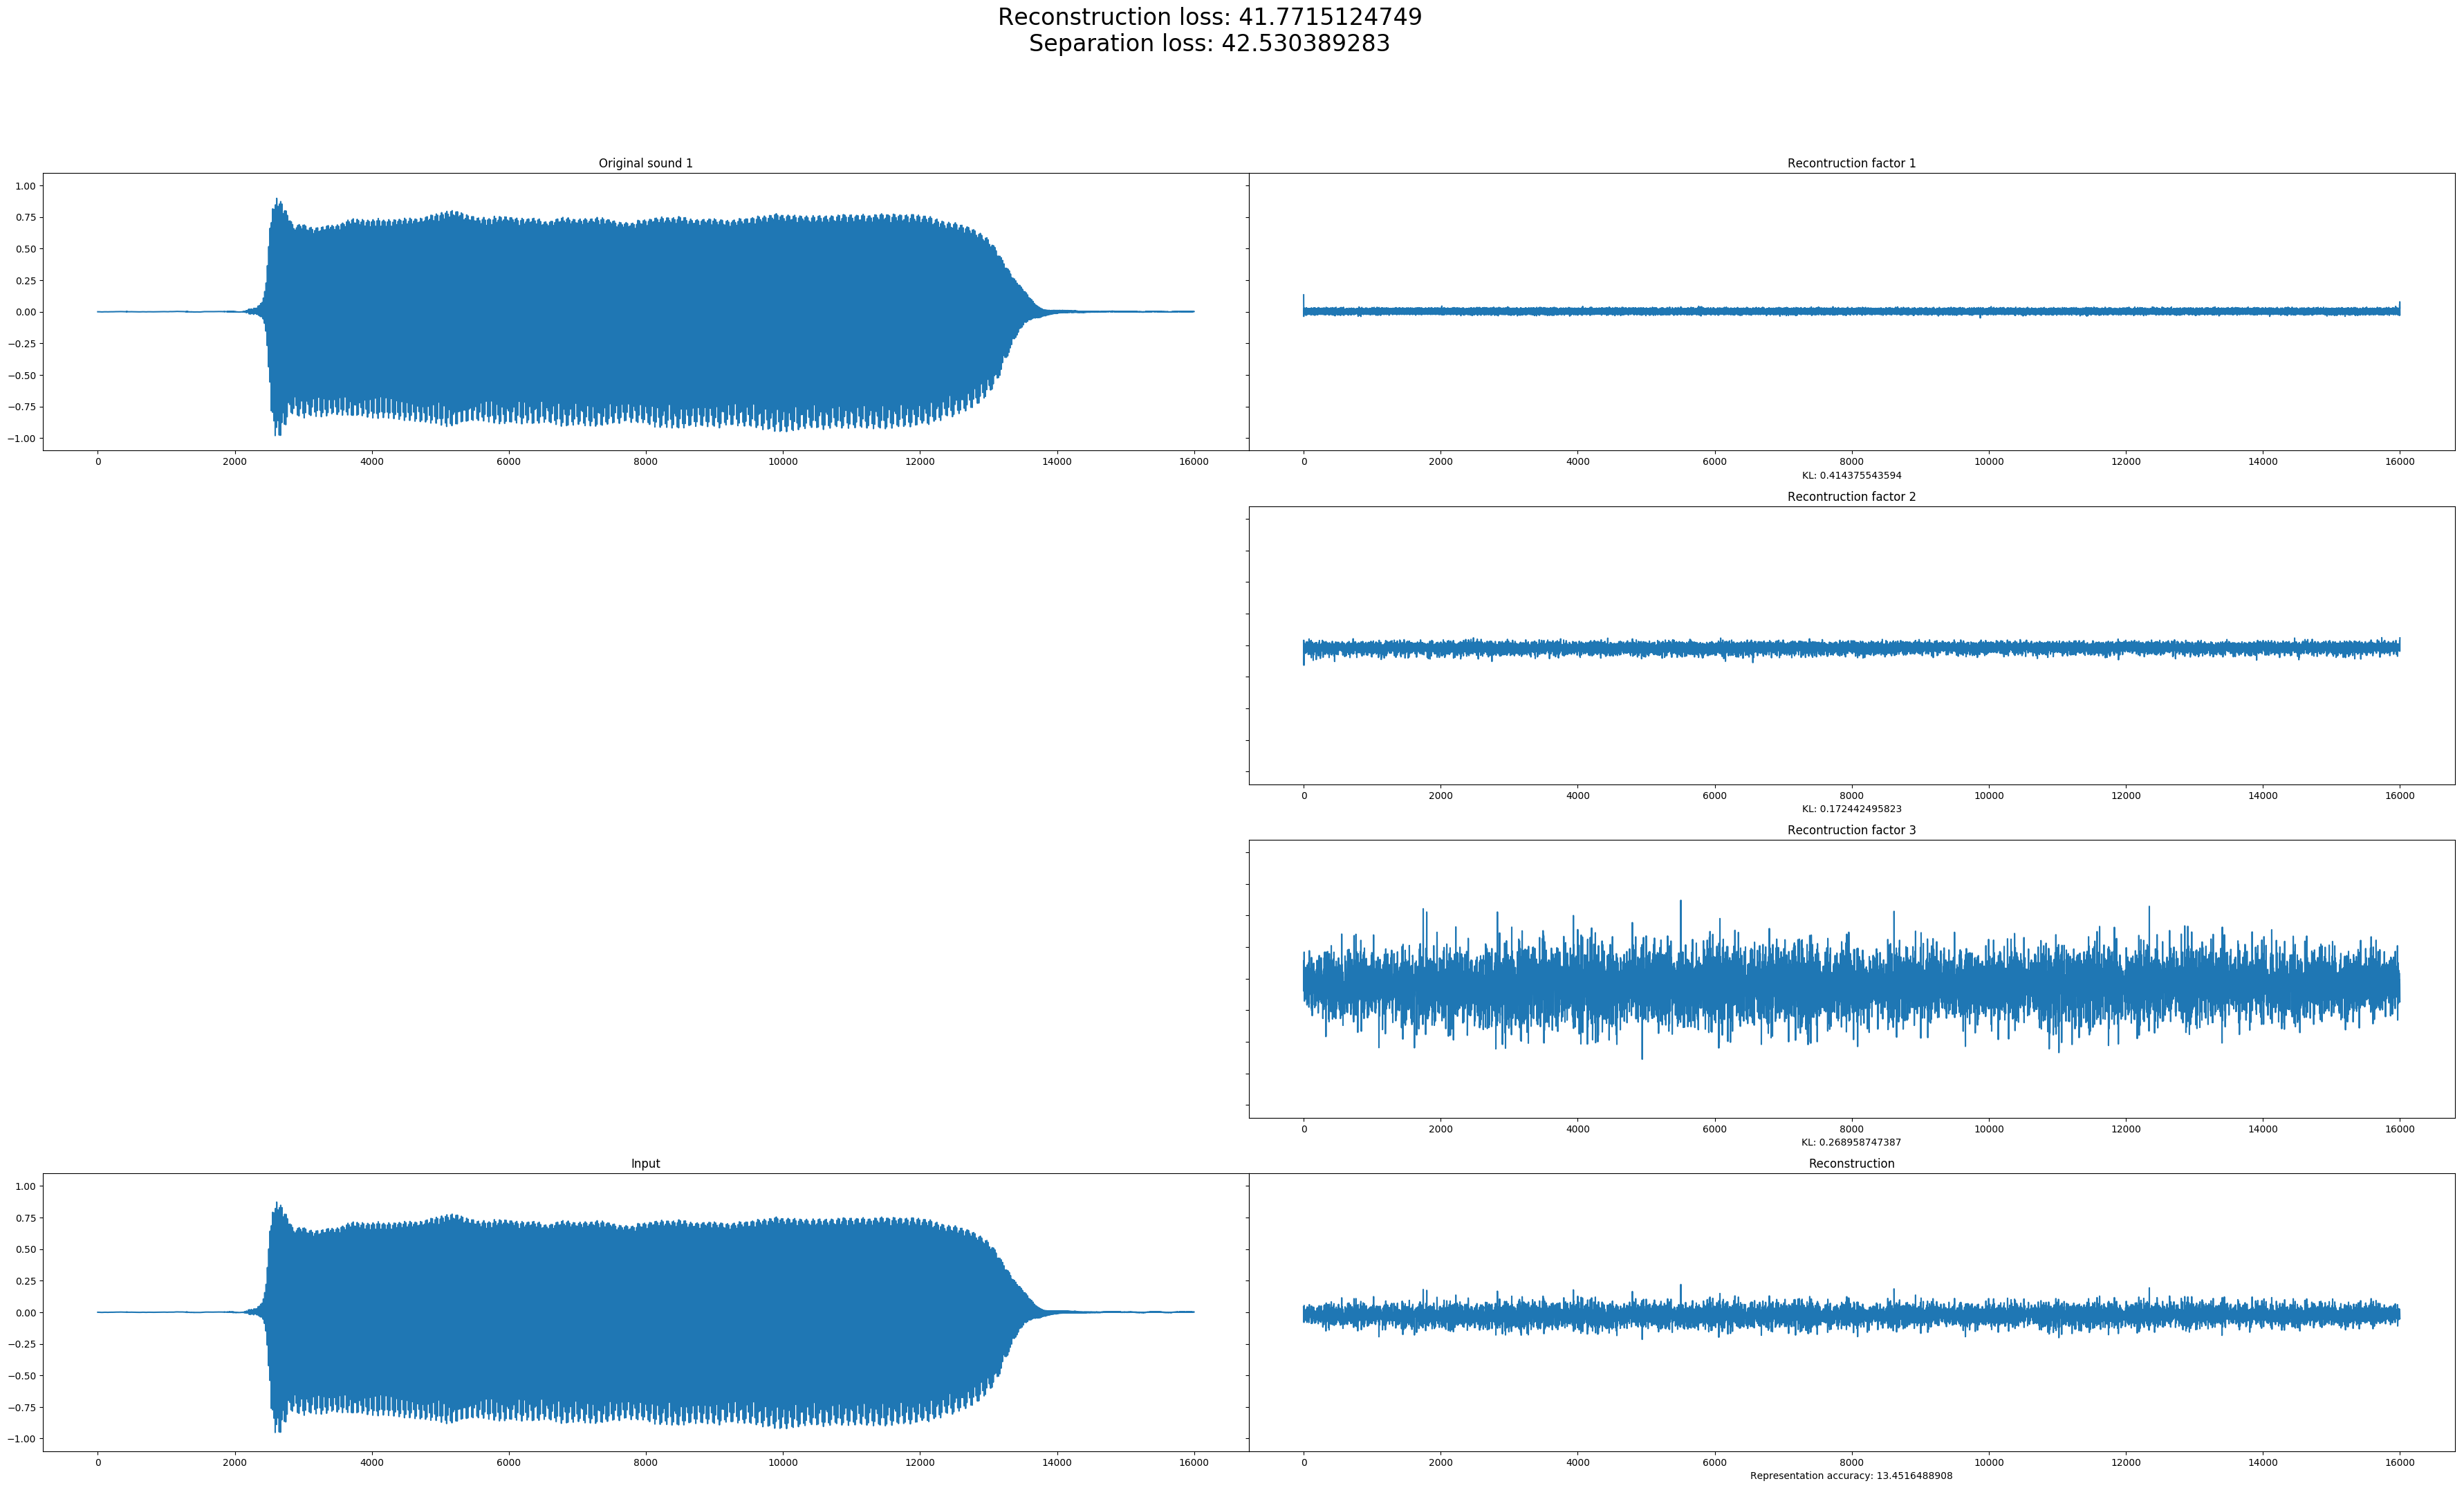 Reconstruction loss: 41.7715124749
Separation loss: 42.530389283
Original sound 1
1.00
0.75
0.50
0.25
0.00
−0.25
−0.50
−0.75
−1.00
0 2000 4000 6000 8000 10000 12000 14000 16000
Recontruction factor 1
0 2000 4000 6000 8000 10000 12000 14000 16000
KL: 0.414375543594
Recontruction factor 2
0 2000 4000 6000 8000 10000 12000 14000 16000
KL: 0.172442495823
Recontruction factor 3
0 2000 4000 6000 8000 10000 12000 14000 16000
KL: 0.268958747387
Input
1.00
0.75
0.50
0.25
0.00
−0.25
−0.50
−0.75
−1.00
0 2000 4000 6000 8000 10000 12000 14000 16000
Reconstruction
0 2000 4000 6000 8000 10000 12000 14000 16000
Representation accuracy: 13.4516488908